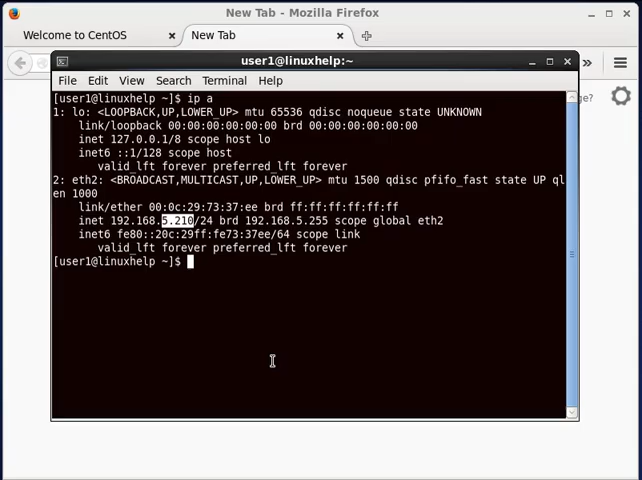 New Tab - Mozilla Firefox
Welcome to CentOS
New Tab
user1@linuxhelp:~
File Edit View Search Terminal Help
[user1@linuxhelp ~]$ ip a
1: lo: <LOOPBACK,UP,LOWER_UP> mtu 65536 qdisc noqueue state UNKNOWN
link/loopback 00:00:00:00:00:00 brd 00:00:00:00:00:00
inet 127.0.0.1/8 scope host lo
inet6 ::1/128 scope host
valid_lft forever preferred_lft forever
2: eth2: <BROADCAST,MULTICAST,UP,LOWER_UP> mtu 1500 qdisc pfifo_fast state UP ql
en 1000
link/ether 00:0c:29:73:37:ee brd ff:ff:ff:ff:ff:ff
inet 192.168.5.210/24 brd 192.168.5.255 scope global eth2
inet6 fe80::20c:29ff:fe73:37ee/64 scope link
valid_lft forever preferred_lft forever
[user1@linuxhelp ~]$